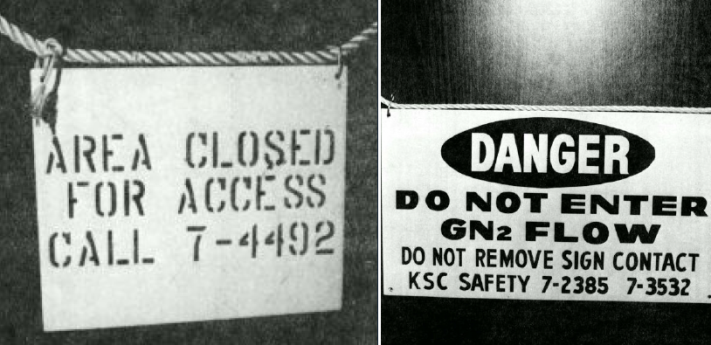 AREA CLOSED
FOR ACCESS
CALL 7-4492
DANGER
DO NOT ENTER
GN2 FLOW
DO NOT REMOVE SIGN CONTACT
KSC SAFETY 7-2385 7-3532